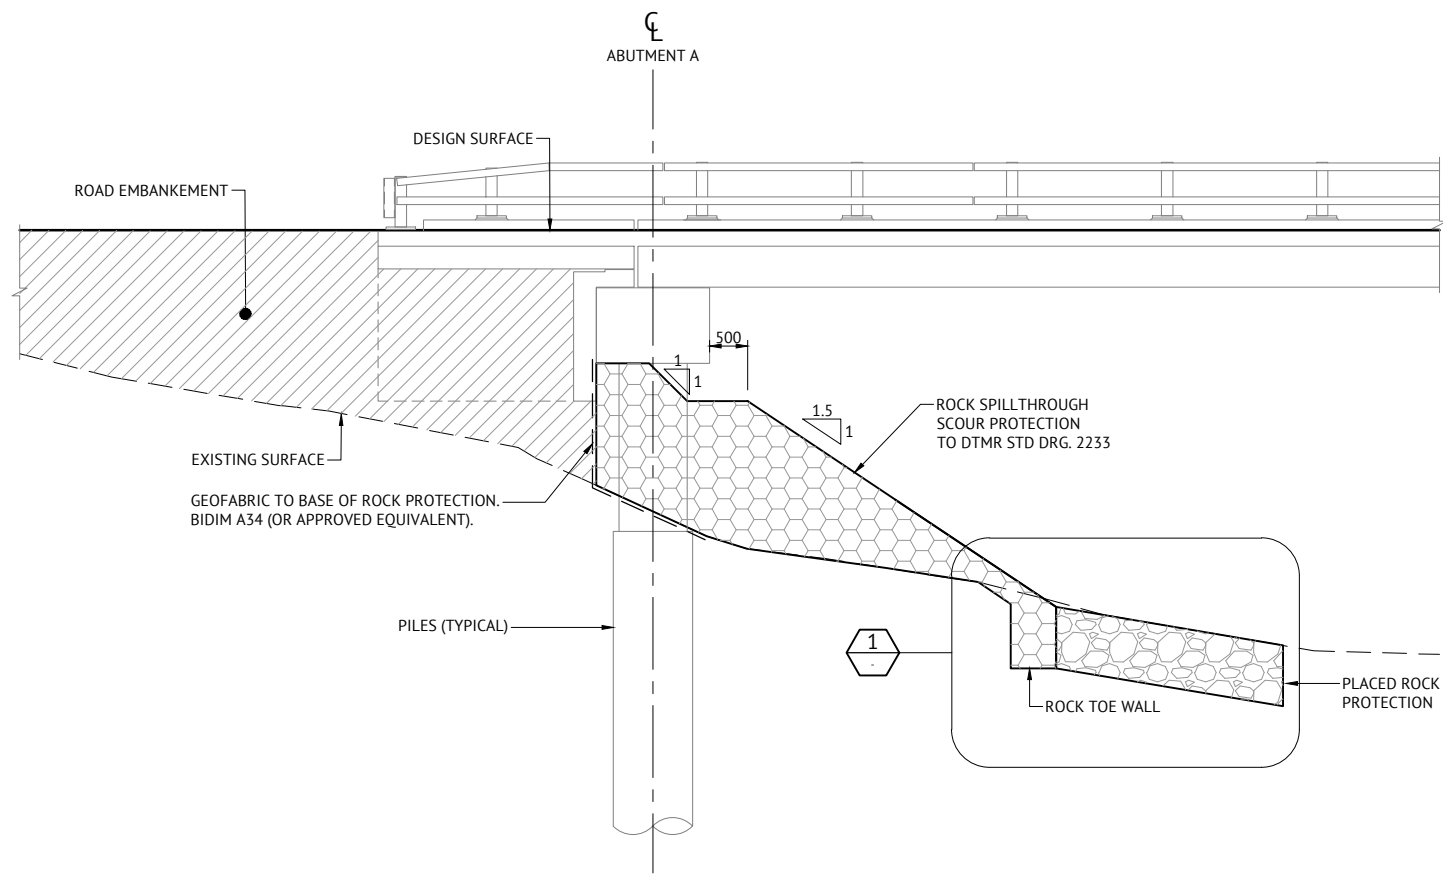 ℄
ABUTMENT A
DESIGN SURFACE
ROAD EMBANKEMENT
500
1
1
1.5
1
ROCK SPILLTHROUGH
SCOUR PROTECTION
TO DTMR STD DRG. 2233
EXISTING SURFACE
GEOFABRIC TO BASE OF ROCK PROTECTION.
BIDIM A34 (OR APPROVED EQUIVALENT).
PILES (TYPICAL)
1
-
PLACED ROCK
PROTECTION
ROCK TOE WALL